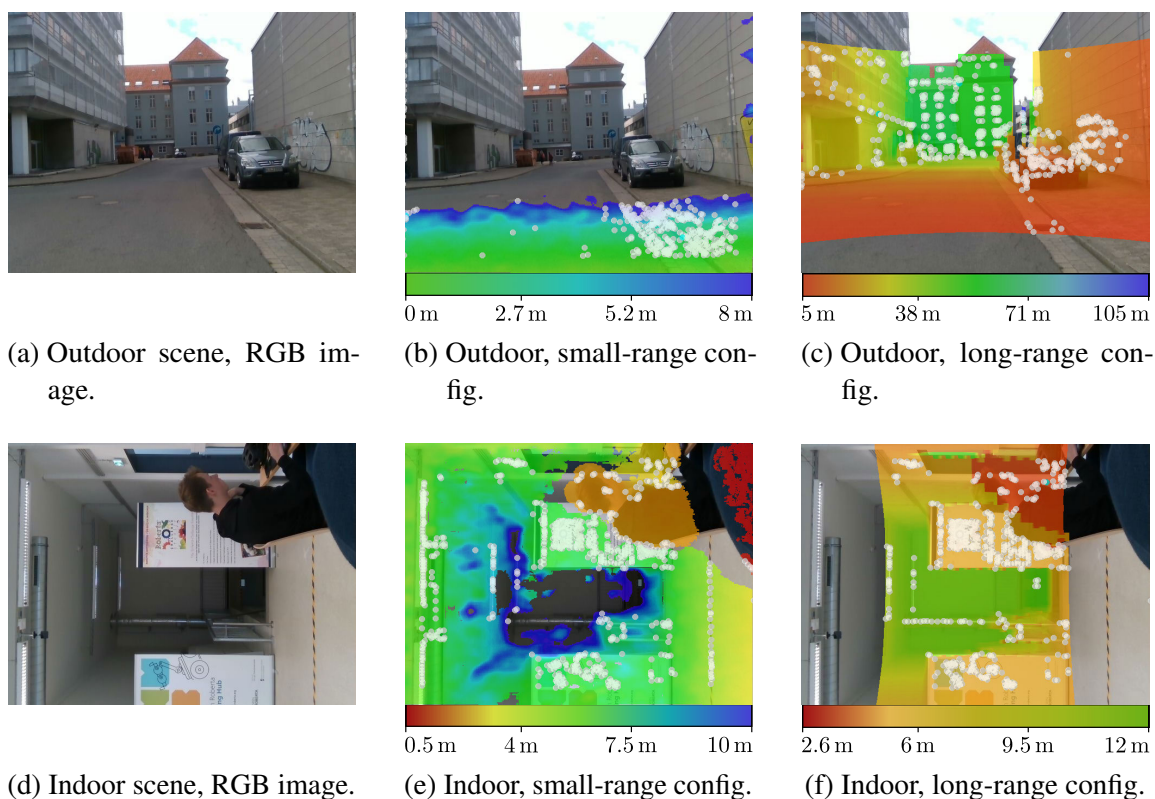 0 m 2.7 m 5.2 m 8 m
5 m 38 m 71 m 105 m
(a) Outdoor scene, RGB im-
age.
(b) Outdoor, small-range con-
fig.
(c) Outdoor, long-range con-
fig.
0.5 m 4 m 7.5 m 10 m
2.6 m 6 m 9.5 m 12 m
(d) Indoor scene, RGB image.
(e) Indoor, small-range config.
(f) Indoor, long-range config.